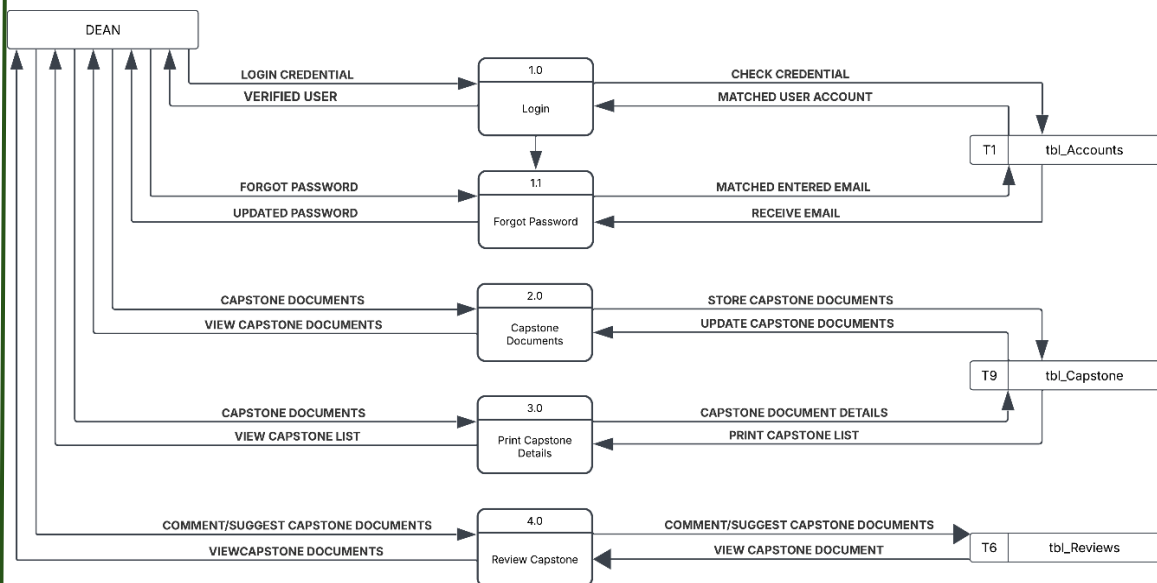 DEAN
1.0
LOGIN CREDENTIAL
CHECK CREDENTIAL
VERIFIED USER
MATCHED USER ACCOUNT
Login
T1
tbl_Accounts
1.1
FORGOT PASSWORD
MATCHED ENTERED EMAIL
UPDATED PASSWORD
RECEIVE EMAIL
Forgot Password
2.0
CAPSTONE DOCUMENTS
STORE CAPSTONE DOCUMENTS
VIEW CAPSTONE DOCUMENTS
UPDATE CAPSTONE DOCUMENTS
Capstone
Documents
T9
tbl_Capstone
3.0
CAPSTONE DOCUMENTS
CAPSTONE DOCUMENT DETAILS
VIEW CAPSTONE LIST
PRINT CAPSTONE LIST
Print Capstone
Details
4.0
COMMENT/SUGGEST CAPSTONE DOCUMENTS
COMMENT/SUGGEST CAPSTONE DOCUMENTS
VIEWCAPSTONE DOCUMENTS
VIEW CAPSTONE DOCUMENT
Review Capstone
T6
tbl_Reviews